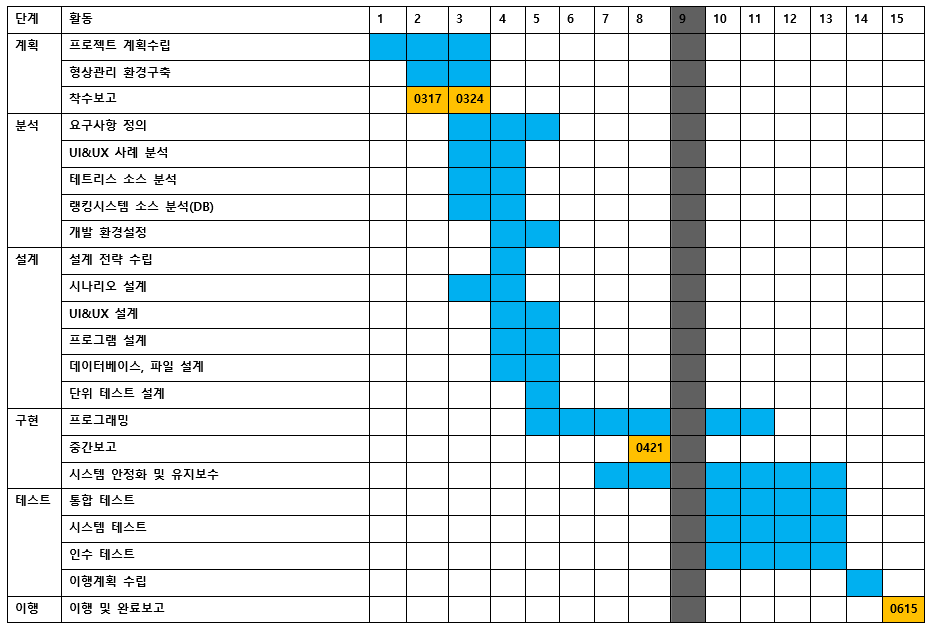 단계 활동 1 2 3 4 5 6 7 8 9 10 11 12 13 14 15
계획 프로젝트 계획수립
형상관리 환경구축
착수보고 0317 0324
분석 요구사항 정의
UI&UX 사례 분석
테트리스 소스 분석
랭킹시스템 소스 분석(DB)
개발 환경설정
설계 설계 전략 수립
시나리오 설계
UI&UX 설계
프로그램 설계
데이터베이스, 파일 설계
단위 테스트 설계
구현 프로그래밍
중간보고 0421
시스템 안정화 및 유지보수
테스트 통합 테스트
시스템 테스트
인수 테스트
이행계획 수립
이행 이행 및 완료보고 0615